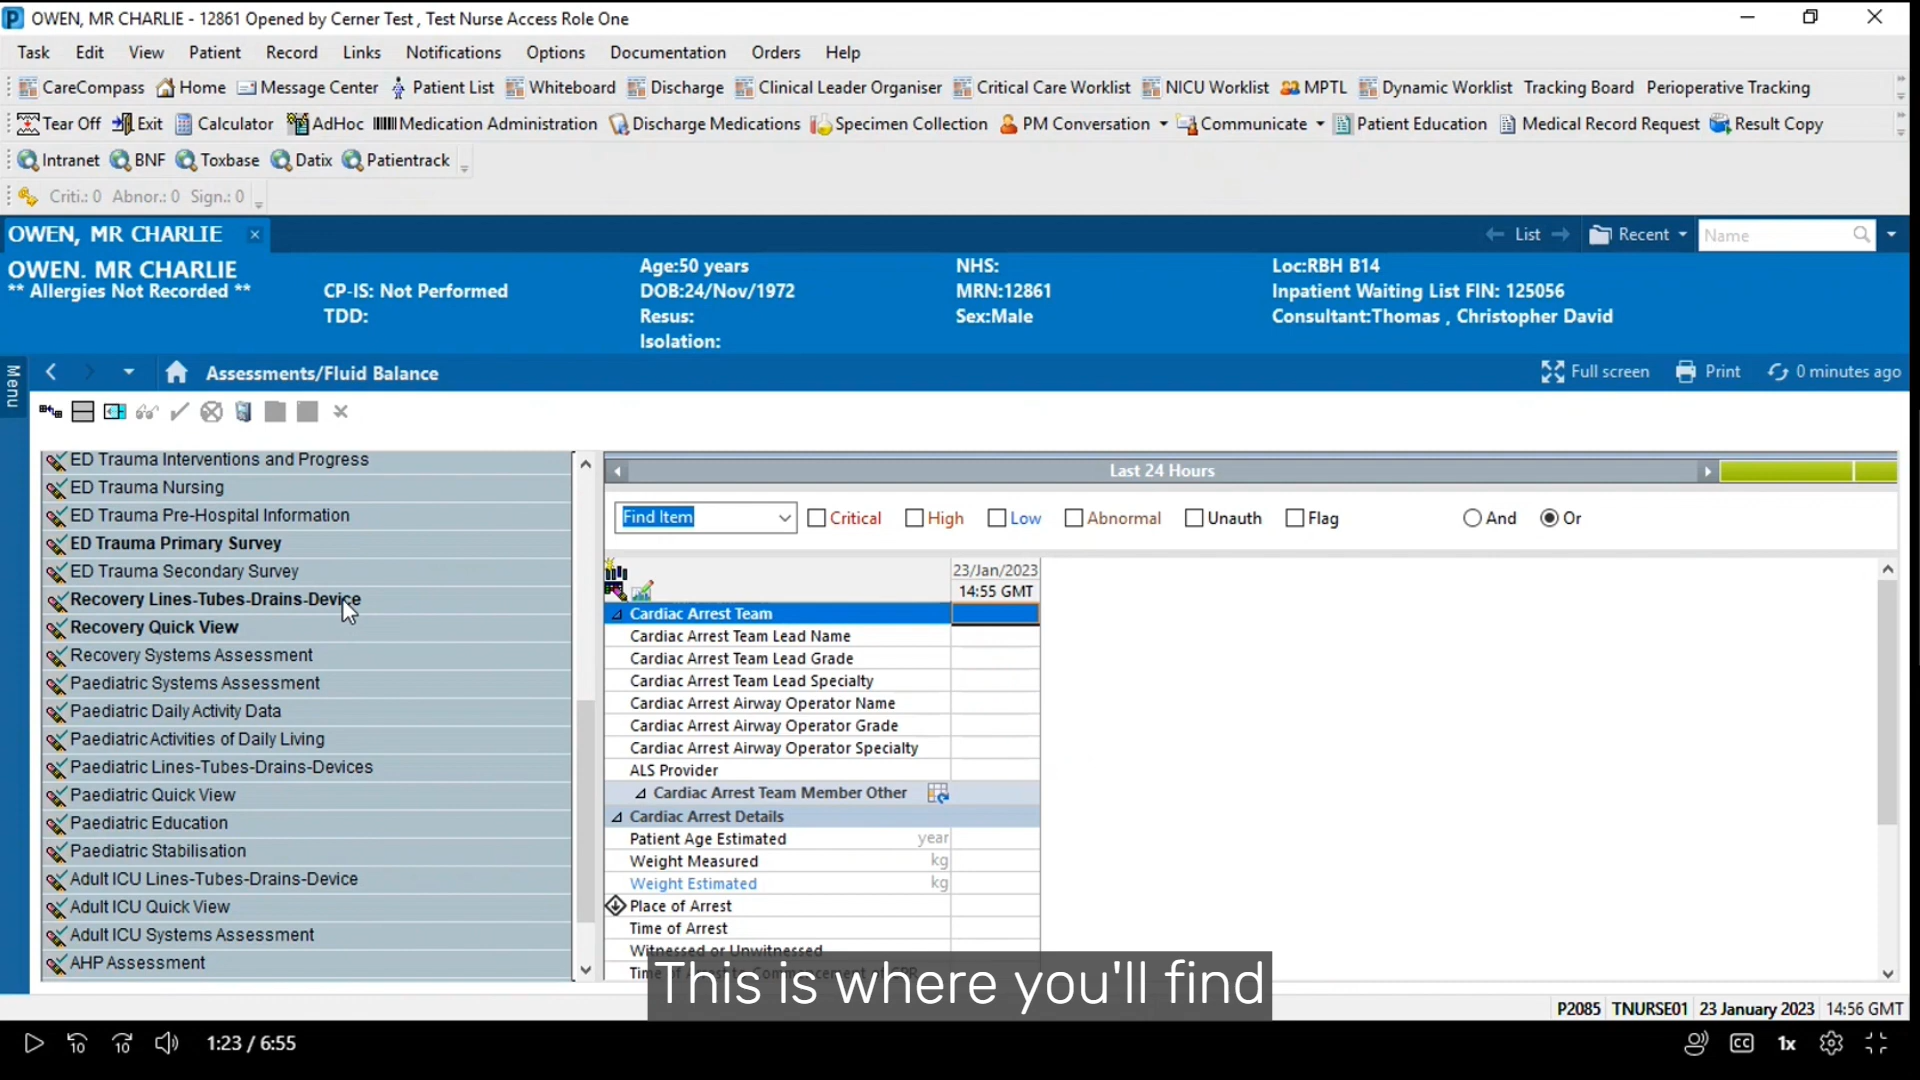 OWEN, MR CHARLIE - 12861 Opened by Cerner Test , Test Nurse Access Role One
Task Edit View Patient Record Links Notifications Options Documentation Orders Help
CareCompass Home Message Center Patient List Whiteboard Discharge Clinical Leader Organiser Critical Care Worklist NICU Worklist MPTL Dynamic Worklist Tracking Board Perioperative Tracking
Tear Off Exit Calculator AdHoc Medication Administration Discharge Medications Specimen Collection PM Conversation Communicate Patient Education Medical Record Request Result Copy
Intranet BNF Toxbase Datix Patientrack
Criti.: 0 Abnor.: 0 Sign.: 0
OWEN, MR CHARLIE List Recent Name
OWEN. MR CHARLIE Age:50 years NHS: Loc:RBH B14
** Allergies Not Recorded ** CP-IS: Not Performed DOB:24/Nov/1972 MRN:12861 Inpatient Waiting List FIN: 125056
TDD: Resus: Sex:Male Consultant:Thomas , Christopher David
Isolation:
Menu
Assessments/Fluid Balance Full screen Print 0 minutes ago
ED Trauma Interventions and Progress
ED Trauma Nursing
ED Trauma Pre-Hospital Information
ED Trauma Primary Survey
ED Trauma Secondary Survey
Recovery Lines-Tubes-Drains-Device
Recovery Quick View
Recovery Systems Assessment
Paediatric Systems Assessment
Paediatric Daily Activity Data
Paediatric Activities of Daily Living
Paediatric Lines-Tubes-Drains-Devices
Paediatric Quick View
Paediatric Education
Paediatric Stabilisation
Adult ICU Lines-Tubes-Drains-Device
Adult ICU Quick View
Adult ICU Systems Assessment
AHP Assessment
Last 24 Hours
Find Item Critical High Low Abnormal Unauth Flag And Or
23/Jan/2023
14:55 GMT
Cardiac Arrest Team
Cardiac Arrest Team Lead Name
Cardiac Arrest Team Lead Grade
Cardiac Arrest Team Lead Specialty
Cardiac Arrest Airway Operator Name
Cardiac Arrest Airway Operator Grade
Cardiac Arrest Airway Operator Specialty
ALS Provider
Cardiac Arrest Team Member Other
Cardiac Arrest Details
Patient Age Estimated year
Weight Measured kg
Weight Estimated kg
Place of Arrest
Time of Arrest
Witnessed or Unwitnessed
Time of Arrest to Commencement of CPR
This is where you'll find
P2085 TNURSE01 23 January 2023 14:56 GMT
10 10 1:23 / 6:55 CC 1x